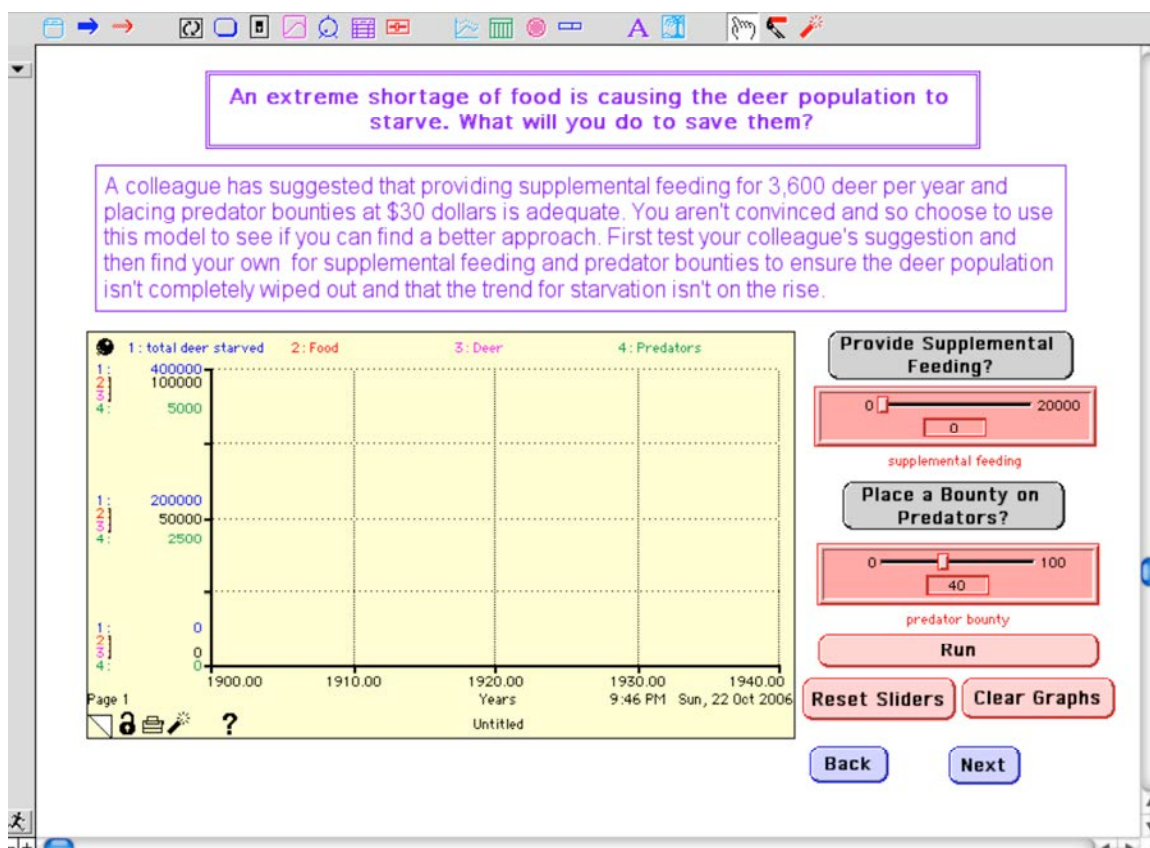 A
An extreme shortage of food is causing the deer population to
starve. What will you do to save them?
A colleague has suggested that providing supplemental feeding for 3,600 deer per year and
placing predator bounties at $30 dollars is adequate. You aren't convinced and so choose to use
this model to see if you can find a better approach. First test your colleague's suggestion and
then find your own for supplemental feeding and predator bounties to ensure the deer population
isn't completely wiped out and that the trend for starvation isn't on the rise.
1: total deer starved 2: Food 3: Deer 4: Predators
1: 400000
2 100000
3
4: 5000
1: 200000
2 50000
3
4: 2500
1: 0
2 0
3
4: 0
1900.00 1910.00 1920.00 1930.00 1940.00
Page 1 Years 9:46 PM Sun, 22 Oct 2006
? Untitled
Provide Supplemental
Feeding?
0 20000
0
supplemental feeding
Place a Bounty on
Predators?
0 100
40
predator bounty
Run
Reset Sliders Clear Graphs
Back Next